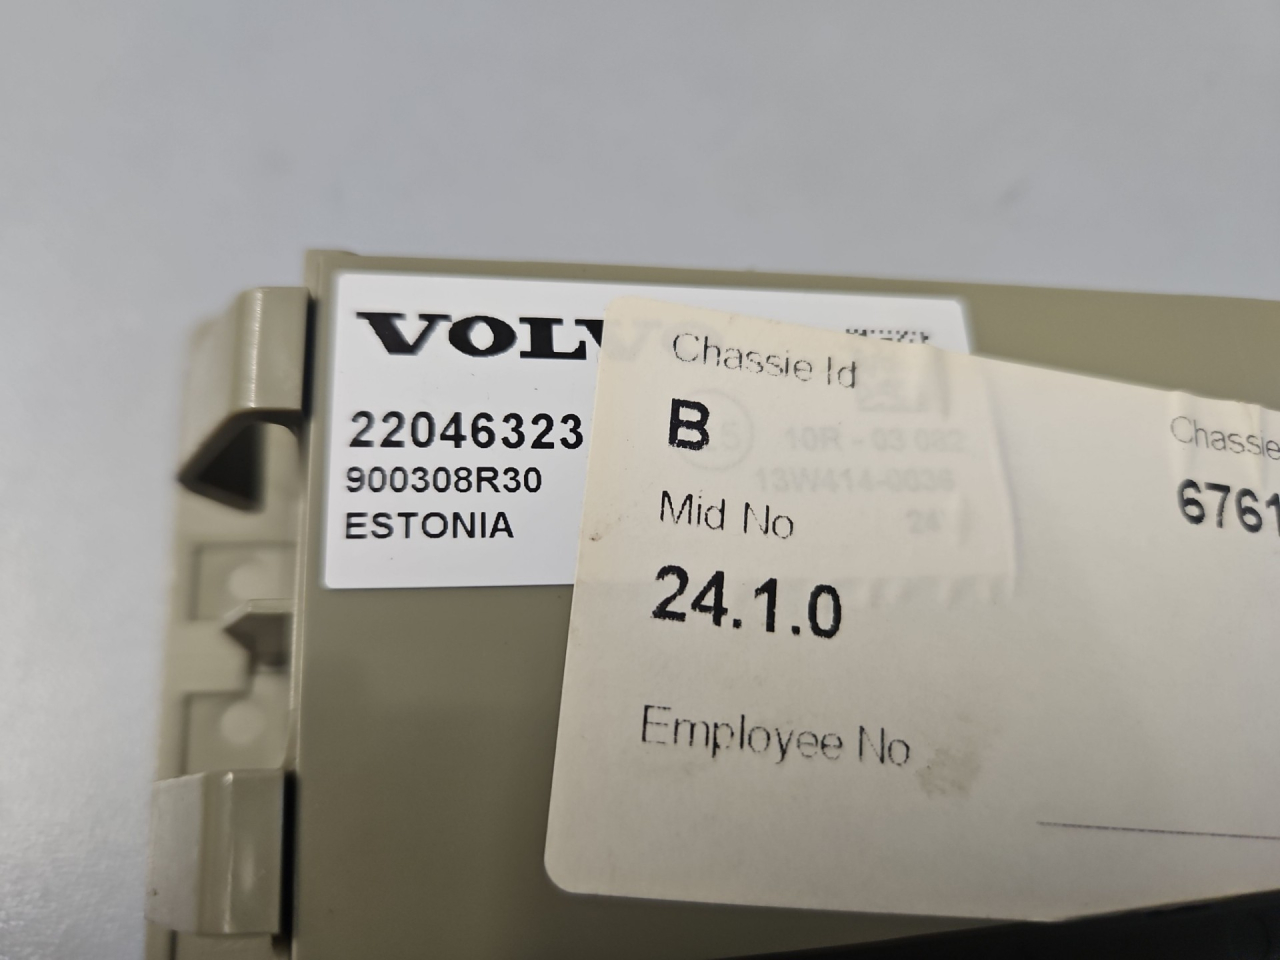 VOLV
22046323
900308R30
ESTONIA
10R - 03 082
13W414-0036
24
Chassie Id
B
Mid No
24.1.0
Employee No
Chassie
6761